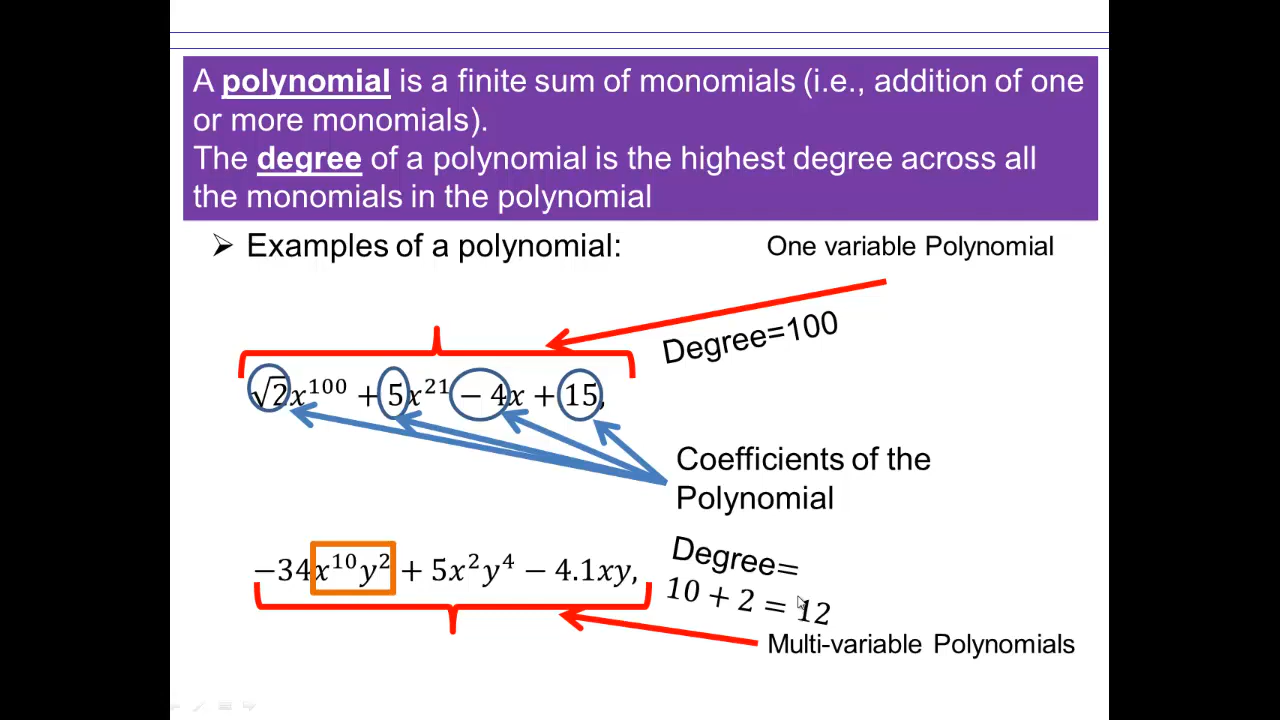 A polynomial is a finite sum of monomials (i.e., addition of one
or more monomials).
The degree of a polynomial is the highest degree across all
the monomials in the polynomial
➢ Examples of a polynomial:
One variable Polynomial
Degree=100
√2x¹⁰⁰ + 5x²¹ − 4x + 15,
Coefficients of the
Polynomial
−34x¹⁰y² + 5x²y⁴ − 4.1xy,
Degree=
10 + 2 = 12
Multi-variable Polynomials